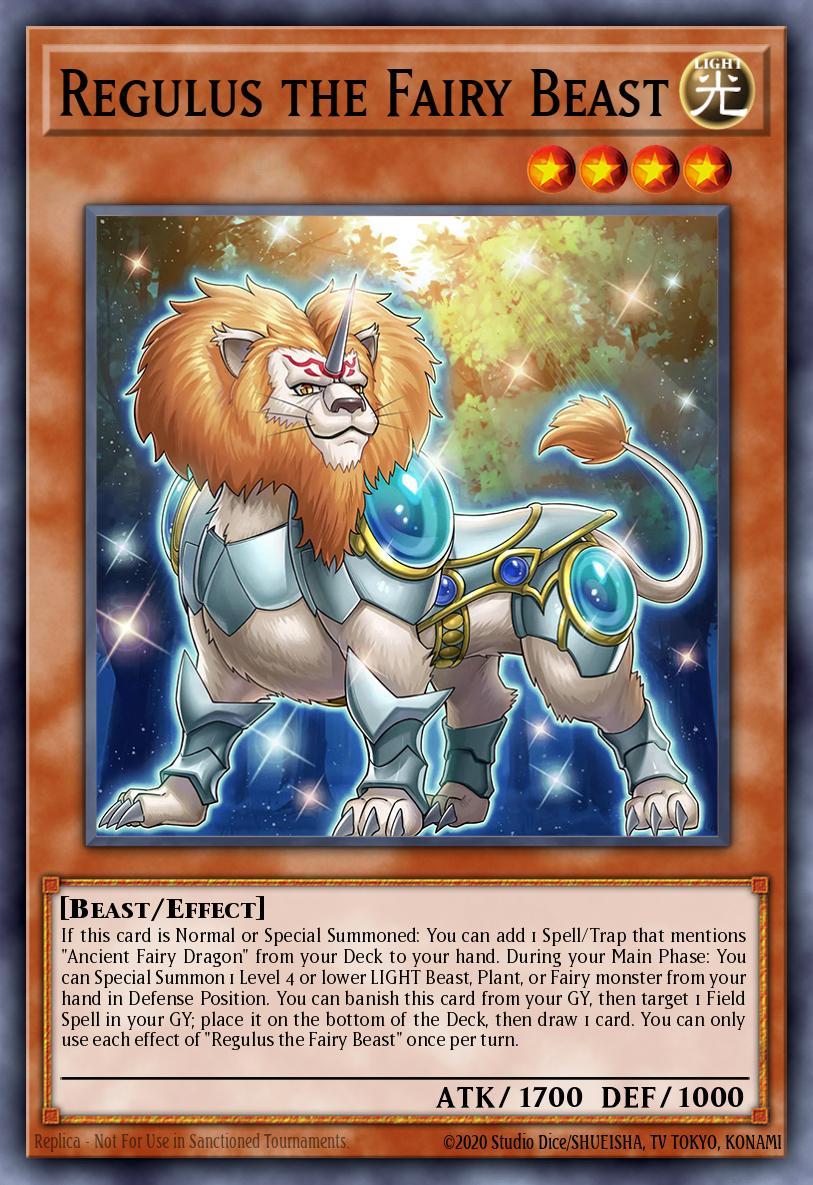 REGULUS THE FAIRY BEAST
LIGHT
光
[BEAST/EFFECT]
If this card is Normal or Special Summoned: You can add 1 Spell/Trap that mentions
"Ancient Fairy Dragon" from your Deck to your hand. During your Main Phase: You
can Special Summon 1 Level 4 or lower LIGHT Beast, Plant, or Fairy monster from your
hand in Defense Position. You can banish this card from your GY, then target 1 Field
Spell in your GY; place it on the bottom of the Deck, then draw 1 card. You can only
use each effect of "Regulus the Fairy Beast" once per turn.
ATK/ 1700 DEF/ 1000
Replica - Not For Use in Sanctioned Tournaments.
©2020 Studio Dice/SHUEISHA, TV TOKYO, KONAMI